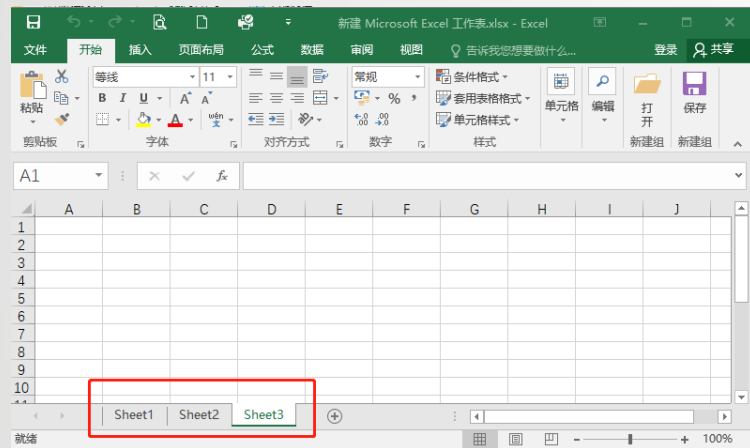 新建 Microsoft Excel 工作表.xlsx - Excel
文件 开始 插入 页面布局 公式 数据 审阅 视图 告诉我您想要做什么... 登录 共享
粘贴 等线 11 常规 条件格式 套用表格格式 单元格样式 单元格 编辑 打开 保存
B I U A A wén 文 A % , .00 .0
剪贴板 字体 对齐方式 数字 样式 新建组 新建组
A1 fx
A B C D E F G H I J
1
2
3
4
5
6
7
8
9
10
Sheet1 Sheet2 Sheet3
就绪 100%